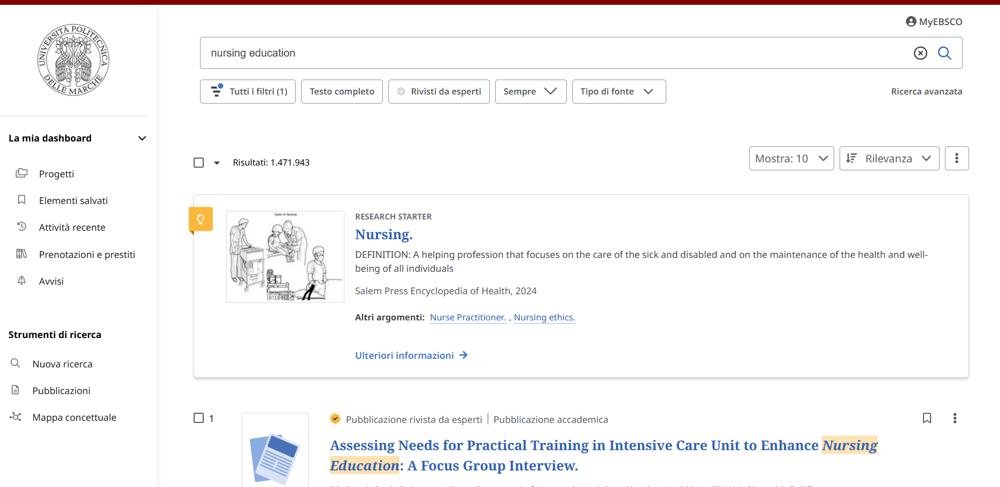 UNIVERSITÀ POLITECNICA
DELLE MARCHE
La mia dashboard
Progetti
Elementi salvati
Attività recente
Prenotazioni e prestiti
Avvisi
Strumenti di ricerca
Nuova ricerca
Pubblicazioni
Mappa concettuale
MyEBSCO
nursing education
Tutti i filtri (1) Testo completo Rivisti da esperti Sempre Tipo di fonte Ricerca avanzata
Risultati: 1.471.943 Mostra: 10 Rilevanza
Types of Nursing
RESEARCH STARTER
Nursing.
DEFINITION: A helping profession that focuses on the care of the sick and disabled and on the maintenance of the health and well-
being of all individuals
Salem Press Encyclopedia of Health, 2024
Altri argomenti: Nurse Practitioner. , Nursing ethics.
Ulteriori informazioni
1 Pubblicazione rivista da esperti Pubblicazione accademica
Assessing Needs for Practical Training in Intensive Care Unit to Enhance Nursing
Education: A Focus Group Interview.